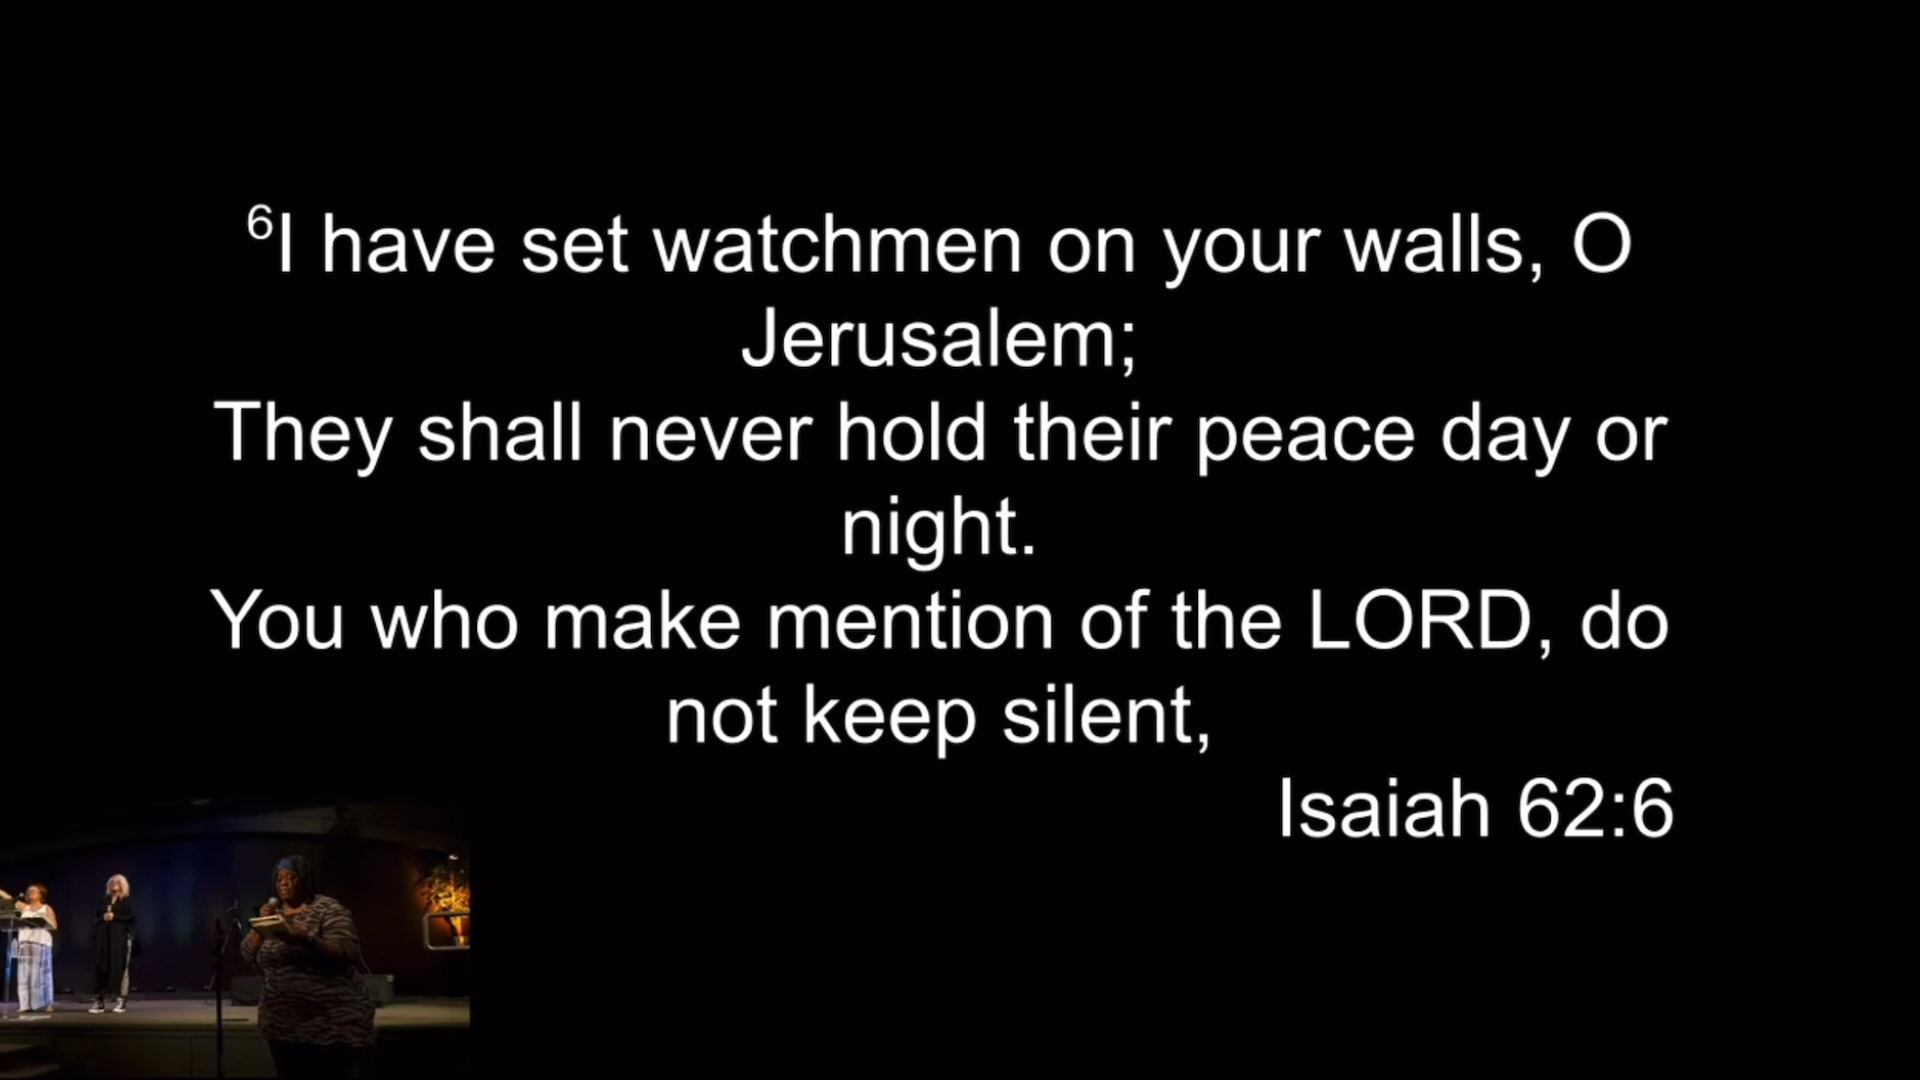 ⁶I have set watchmen on your walls, O
Jerusalem;
They shall never hold their peace day or
night.
You who make mention of the LORD, do
not keep silent,
Isaiah 62:6